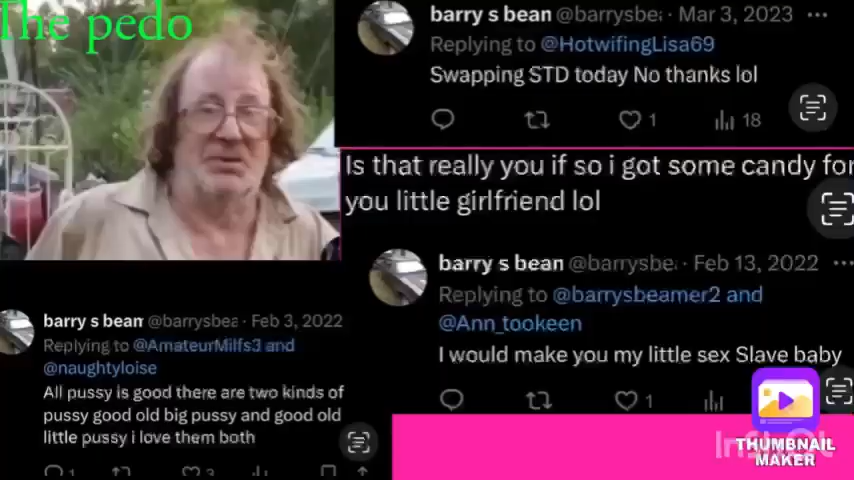 The pedo
barry s bean @barrysbe: · Mar 3, 2023 ···
Replying to @HotwifingLisa69
Swapping STD today No thanks lol
1 18
Is that really you if so i got some candy for
you little girlfriend lol
barry s bean @barrysbe: · Feb 13, 2022 ···
Replying to @barrysbeamer2 and
@Ann_tookeen
I would make you my little sex Slave baby
1
barry s bean @barrysbea · Feb 3, 2022
Replying to @AmateurMilfs3 and
@naughtyloise
All pussy is good there are two kinds of
pussy good old big pussy and good old
little pussy i love them both
1 3
THUMBNAIL
MAKER